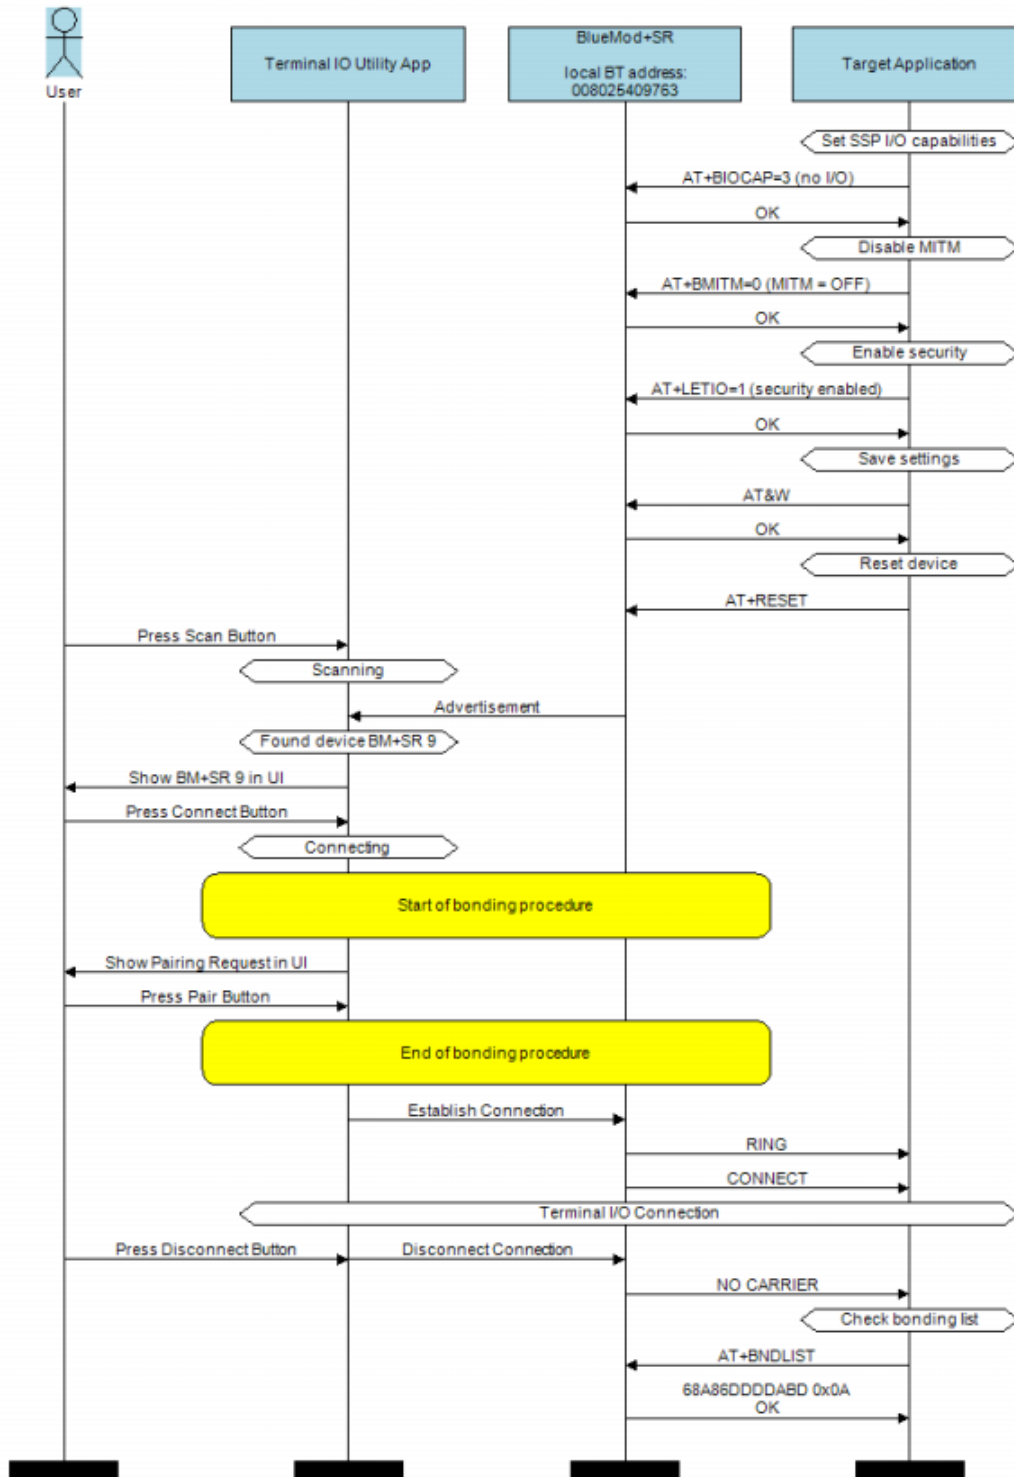 User
Terminal IO Utility App
BlueMod+SR
local BT address:
008025409763
Target Application
Set SSP I/O capabilities
AT+BIOCAP=3 (no I/O)
OK
Disable MITM
AT+BMITM=0 (MITM = OFF)
OK
Enable security
AT+LETIO=1 (security enabled)
OK
Save settings
AT&W
OK
Reset device
AT+RESET
Press Scan Button
Scanning
Advertisement
Found device BM+SR 9
Show BM+SR 9 in UI
Press Connect Button
Connecting
Start of bonding procedure
Show Pairing Request in UI
Press Pair Button
End of bonding procedure
Establish Connection
RING
CONNECT
Terminal I/O Connection
Press Disconnect Button
Disconnect Connection
NO CARRIER
Check bonding list
AT+BNDLIST
68A86DDDDABD 0x0A
OK